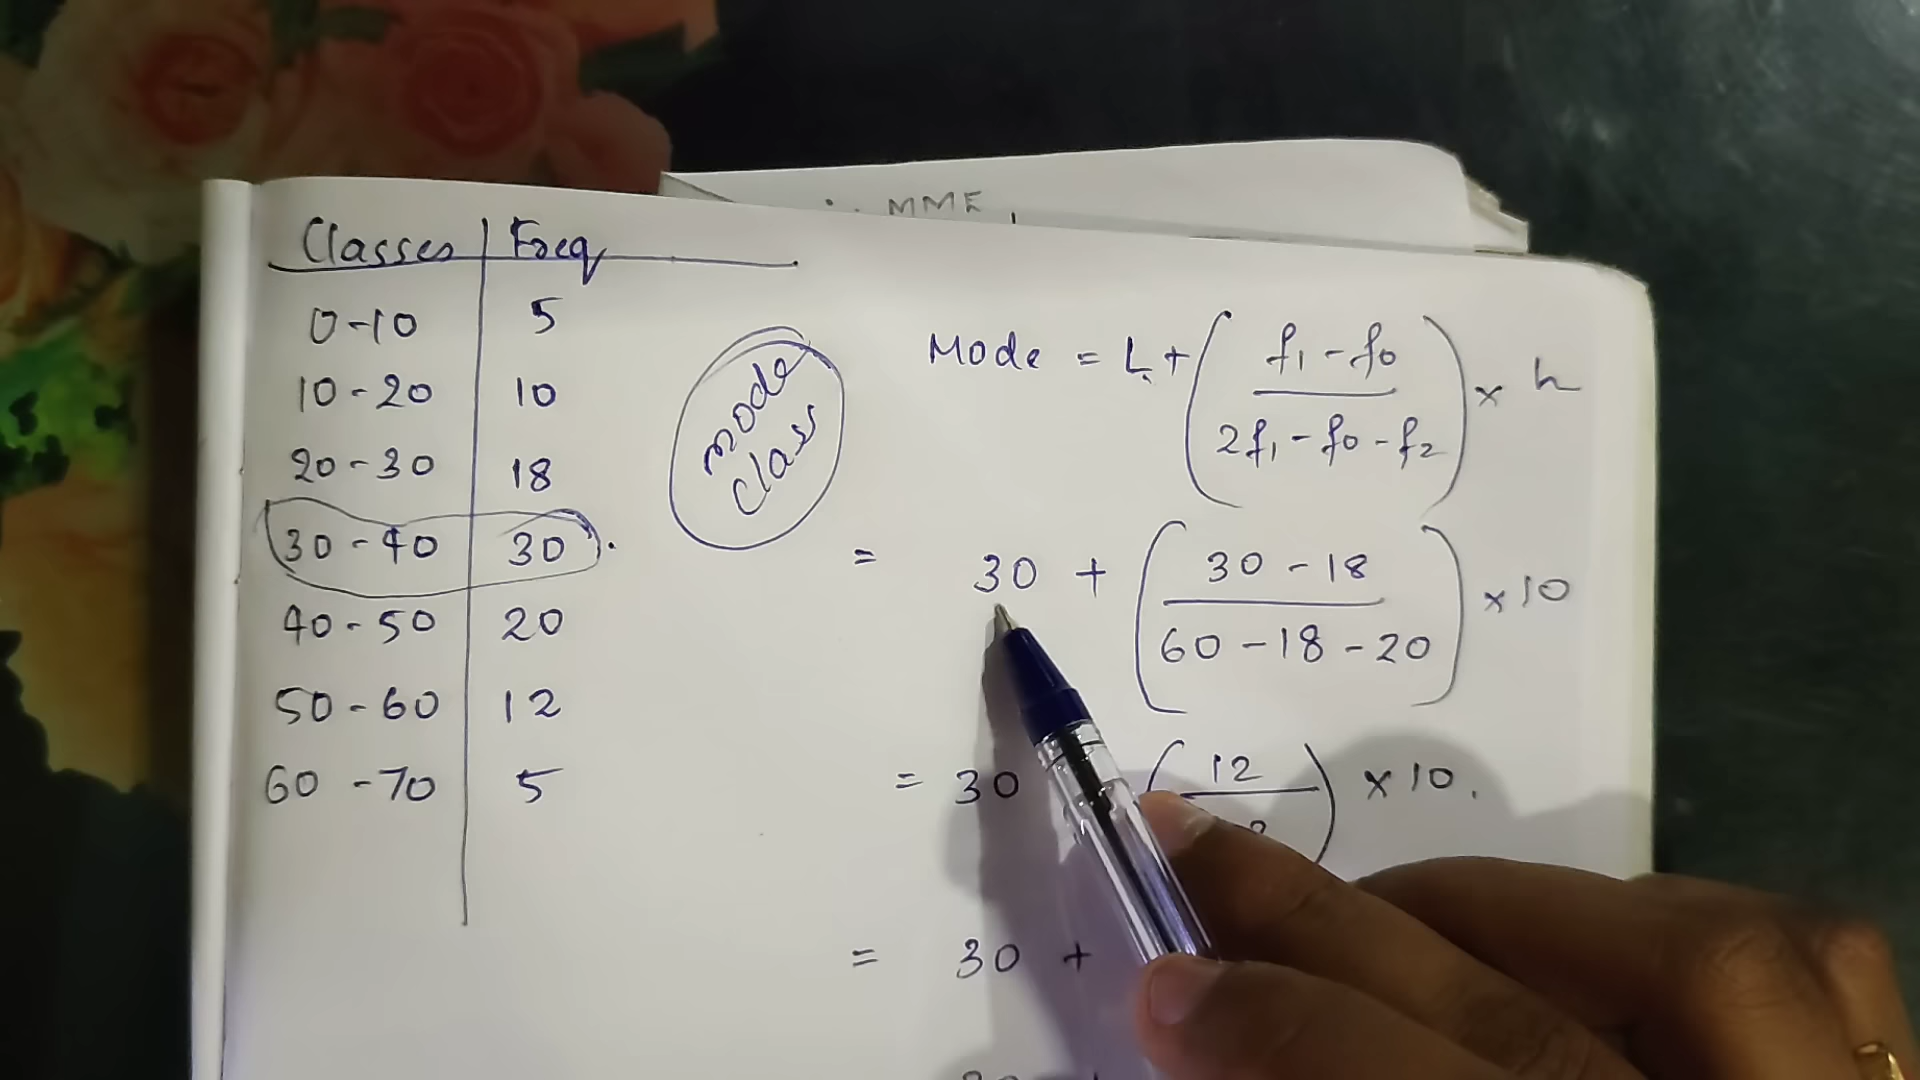 MME
Classes Freq
0-10 5
10-20 10
20-30 18
30-40 30.
40-50 20
50-60 12
60-70 5
mode
class
Mode = L + ( f1 - f0 / 2f1 - f0 - f2 ) × h
= 30 + ( 30 - 18 / 60 - 18 - 20 ) × 10
= 30 ( 12 / ) × 10.
= 30 +